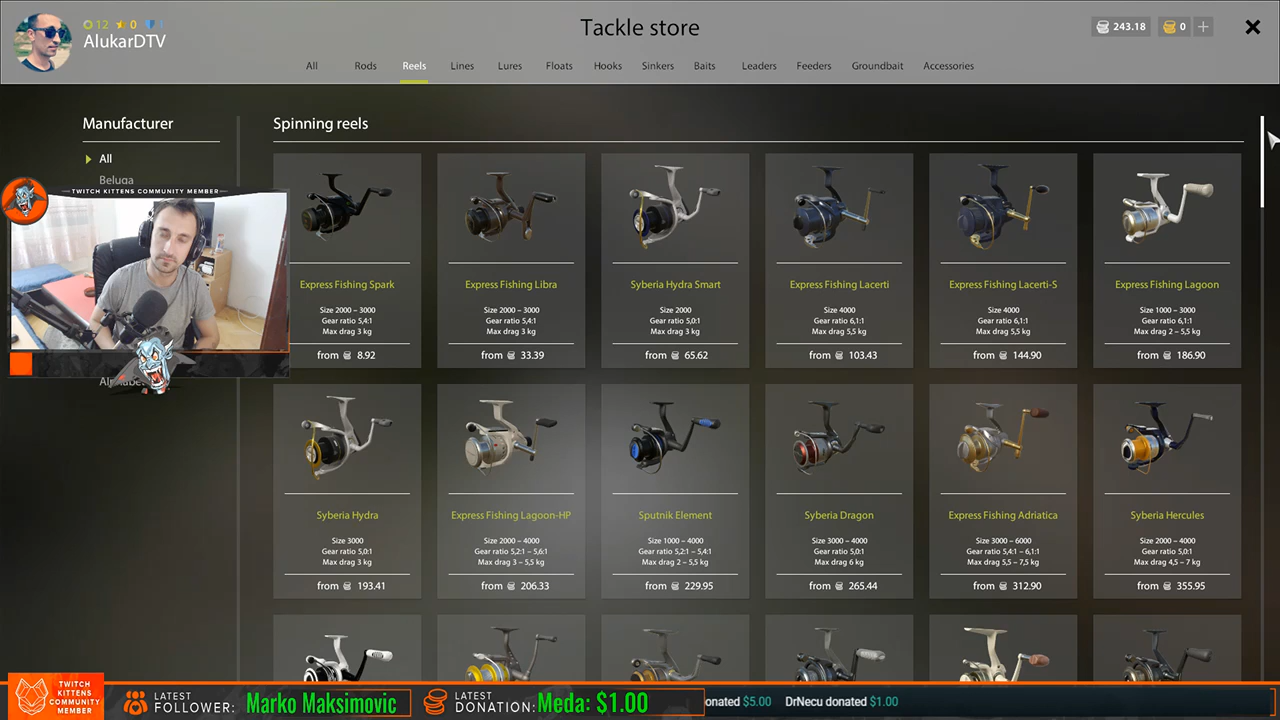 12 0 1
AlukarDTV
Tackle store
243.18 0 +
All Rods Reels Lines Lures Floats Hooks Sinkers Baits Leaders Feeders Groundbait Accessories
Manufacturer
All
Beluga
Spinning reels
TWITCH KITTENS COMMUNITY MEMBER
Express Fishing Spark
Size 2000 – 3000
Gear ratio 5,4:1
Max drag 3 kg
from 8.92
Express Fishing Libra
Size 2000 – 3000
Gear ratio 5,4:1
Max drag 3 kg
from 33.39
Syberia Hydra Smart
Size 2000
Gear ratio 5,0:1
Max drag 3 kg
from 65.62
Express Fishing Lacerti
Size 4000
Gear ratio 6,1:1
Max drag 5,5 kg
from 103.43
Express Fishing Lacerti-S
Size 4000
Gear ratio 6,1:1
Max drag 5,5 kg
from 144.90
Express Fishing Lagoon
Size 1000 – 3000
Gear ratio 6,1:1
Max drag 2 – 5,5 kg
from 186.90
Syberia Hydra
Size 3000
Gear ratio 5,0:1
Max drag 3 kg
from 193.41
Express Fishing Lagoon-HP
Size 2000 – 4000
Gear ratio 5,2:1 – 5,6:1
Max drag 3 – 5,5 kg
from 206.33
Sputnik Element
Size 1000 – 4000
Gear ratio 5,2:1 – 5,4:1
Max drag 2 – 5,5 kg
from 229.95
Syberia Dragon
Size 3000 – 4000
Gear ratio 5,0:1
Max drag 6 kg
from 265.44
Express Fishing Adriatica
Size 3000 – 6000
Gear ratio 5,4:1 – 6,1:1
Max drag 5,5 – 7,5 kg
from 312.90
Syberia Hercules
Size 2000 – 4000
Gear ratio 5,0:1
Max drag 4,5 – 7 kg
from 355.95
TWITCH
KITTENS
COMMUNITY
MEMBER
LATEST
FOLLOWER: Marko Maksimovic
LATEST
DONATION: Meda: $1.00
onated $5.00 DrNecu donated $1.00